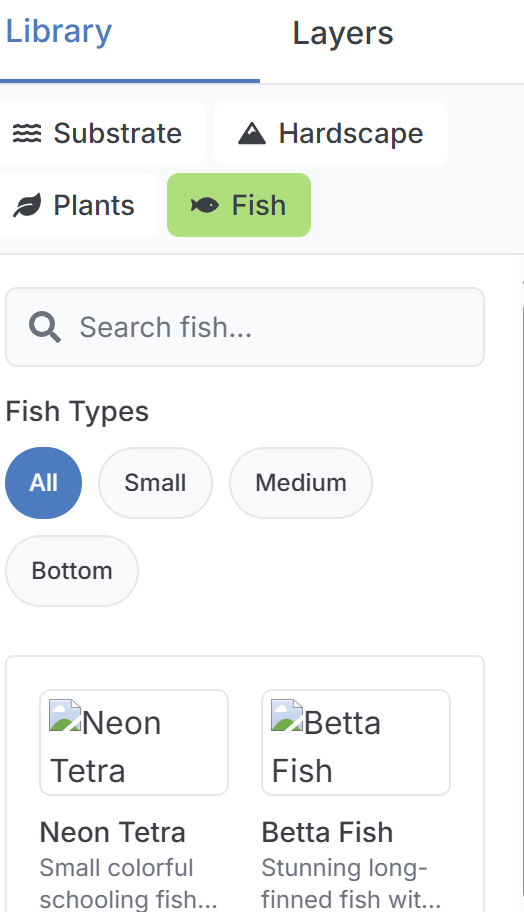 Library Layers
Substrate Hardscape
Plants Fish
Search fish...
Fish Types
All Small Medium
Bottom
Neon
Tetra
Betta
Fish
Neon Tetra
Small colorful
schooling fish...
Betta Fish
Stunning long-
finned fish wit...